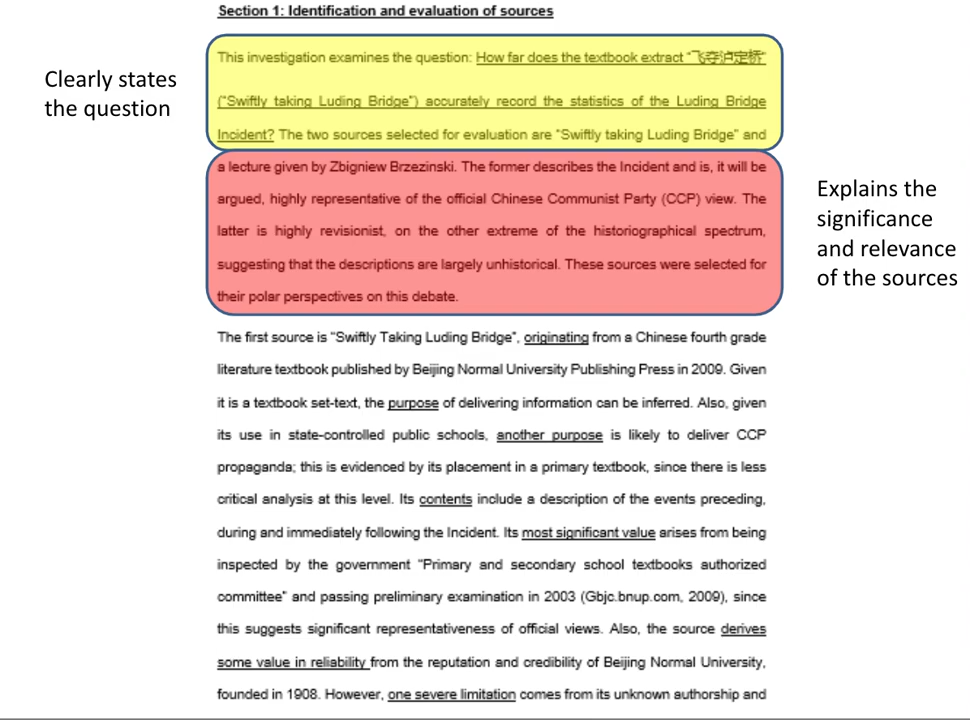 Section 1: Identification and evaluation of sources
Clearly states
the question
This investigation examines the question: How far does the textbook extract "飞夺泸定桥"
("Swiftly taking Luding Bridge") accurately record the statistics of the Luding Bridge
Incident? The two sources selected for evaluation are "Swiftly taking Luding Bridge" and
a lecture given by Zbigniew Brzezinski. The former describes the Incident and is, it will be
argued, highly representative of the official Chinese Communist Party (CCP) view. The
latter is highly revisionist, on the other extreme of the historiographical spectrum,
suggesting that the descriptions are largely unhistorical. These sources were selected for
their polar perspectives on this debate.
Explains the
significance
and relevance
of the sources
The first source is "Swiftly Taking Luding Bridge", originating from a Chinese fourth grade
literature textbook published by Beijing Normal University Publishing Press in 2009. Given
it is a textbook set-text, the purpose of delivering information can be inferred. Also, given
its use in state-controlled public schools, another purpose is likely to deliver CCP
propaganda; this is evidenced by its placement in a primary textbook, since there is less
critical analysis at this level. Its contents include a description of the events preceding,
during and immediately following the Incident. Its most significant value arises from being
inspected by the government "Primary and secondary school textbooks authorized
committee" and passing preliminary examination in 2003 (Gbjc.bnup.com, 2009), since
this suggests significant representativeness of official views. Also, the source derives
some value in reliability from the reputation and credibility of Beijing Normal University,
founded in 1908. However, one severe limitation comes from its unknown authorship and